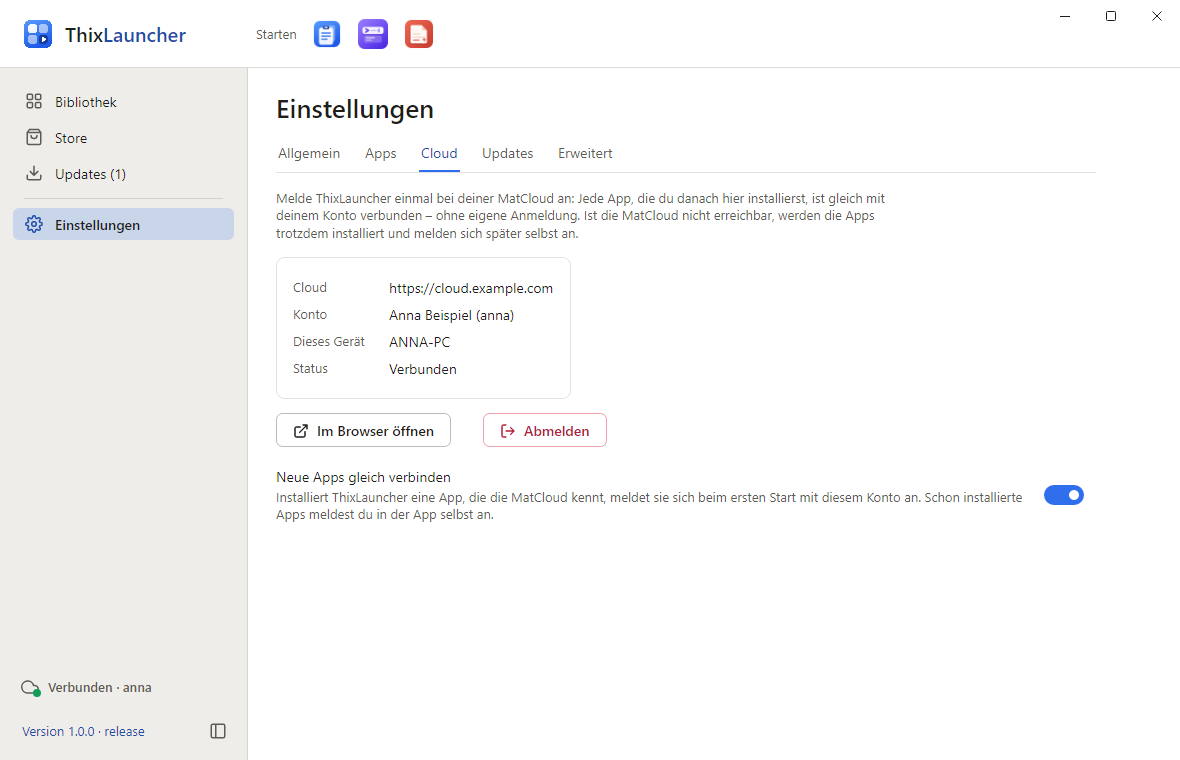 ThixLauncher
Starten
Bibliothek
Store
Updates (1)
Einstellungen
Verbunden · anna
Version 1.0.0 · release
Einstellungen
Allgemein Apps Cloud Updates Erweitert
Melde ThixLauncher einmal bei deiner MatCloud an: Jede App, die du danach hier installierst, ist gleich mit
deinem Konto verbunden – ohne eigene Anmeldung. Ist die MatCloud nicht erreichbar, werden die Apps
trotzdem installiert und melden sich später selbst an.
Cloud https://cloud.example.com
Konto Anna Beispiel (anna)
Dieses Gerät ANNA-PC
Status Verbunden
Im Browser öffnen Abmelden
Neue Apps gleich verbinden
Installiert ThixLauncher eine App, die die MatCloud kennt, meldet sie sich beim ersten Start mit diesem Konto an. Schon installierte
Apps meldest du in der App selbst an.